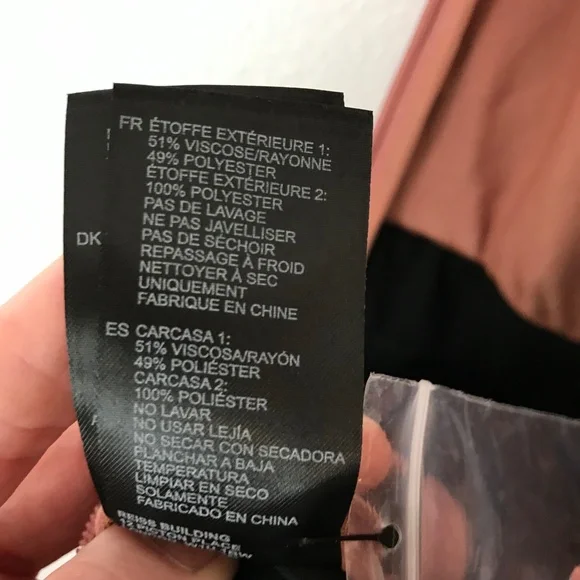 FR ÉTOFFE EXTÉRIEURE 1:
51% VISCOSE/RAYONNE
49% POLYESTER
ÉTOFFE EXTÉRIEURE 2:
100% POLYESTER
PAS DE LAVAGE
NE PAS JAVELLISER
DK
PAS DE SÉCHOIR
REPASSAGE À FROID
NETTOYER À SEC
UNIQUEMENT
FABRIQUE EN CHINE
ES CARCASA 1:
51% VISCOSA/RAYÓN
49% POLIÉSTER
CARCASA 2:
100% POLIÉSTER
NO LAVAR
NO USAR LEJÍA
NO SECAR CON SECADORA
PLANCHAR A BAJA
TEMPERATURA
LIMPIAR EN SECO
SOLAMENTE
FABRICADO EN CHINA
REISS BUILDING
12 PICTON PLACE